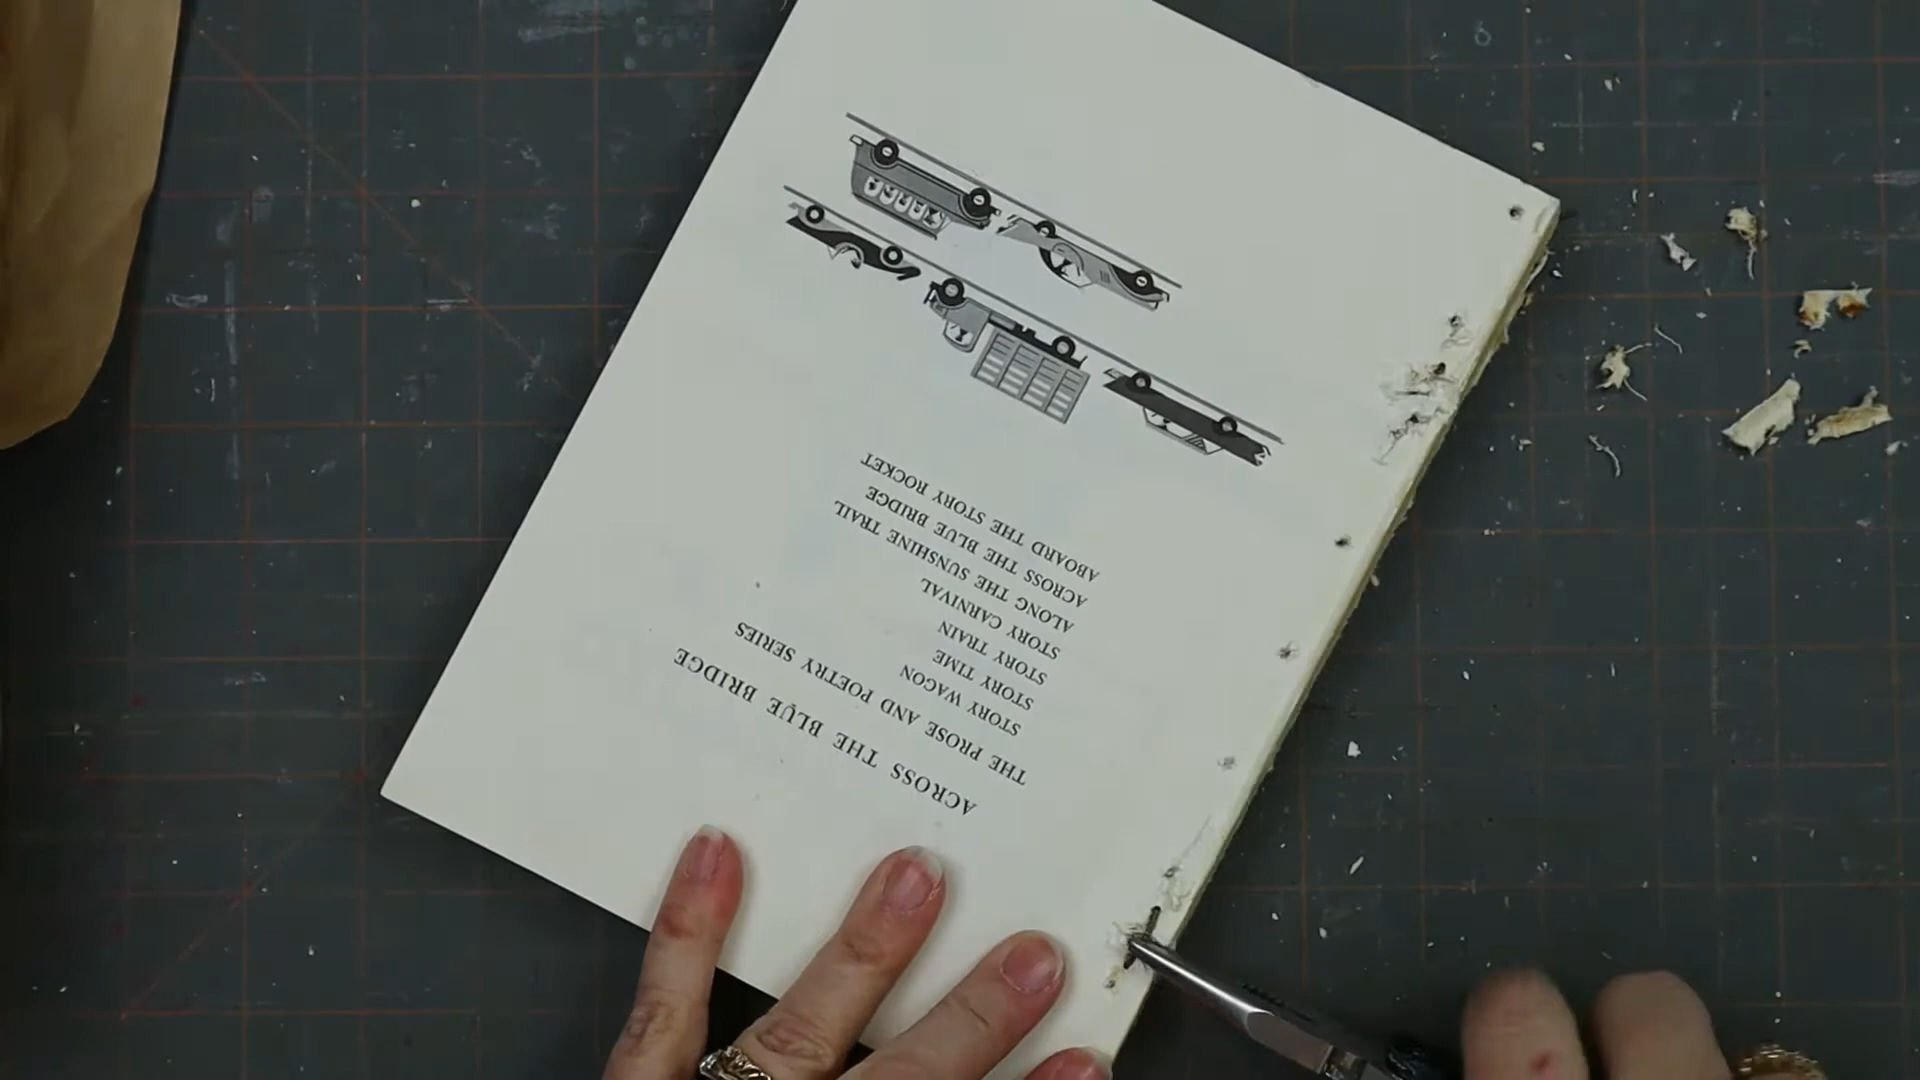 ACROSS THE BLUE BRIDGE
THE PROSE AND POETRY SERIES
STORY WAGON
STORY TIME
STORY TRAIN
STORY CARNIVAL
ALONG THE SUNSHINE TRAIL
ACROSS THE BLUE BRIDGE
ABOARD THE STORY ROCKET